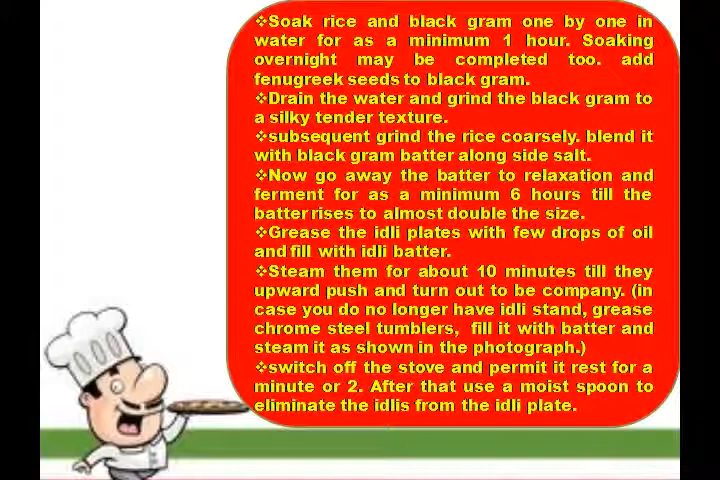 ❖Soak rice and black gram one by one in
water for as a minimum 1 hour. Soaking
overnight may be completed too. add
fenugreek seeds to black gram.
❖Drain the water and grind the black gram to
a silky tender texture.
❖subsequent grind the rice coarsely. blend it
with black gram batter along side salt.
❖Now go away the batter to relaxation and
ferment for as a minimum 6 hours till the
batter rises to almost double the size.
❖Grease the idli plates with few drops of oil
and fill with idli batter.
❖Steam them for about 10 minutes till they
upward push and turn out to be company. (in
case you do no longer have idli stand, grease
chrome steel tumblers, fill it with batter and
steam it as shown in the photograph.)
❖switch off the stove and permit it rest for a
minute or 2. After that use a moist spoon to
eliminate the idlis from the idli plate.